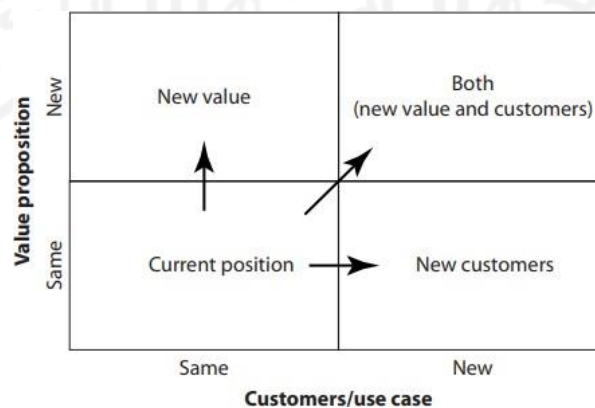 Value proposition
New
Same
New value
Both
(new value and customers)
Current position
New customers
Same
New
Customers/use case